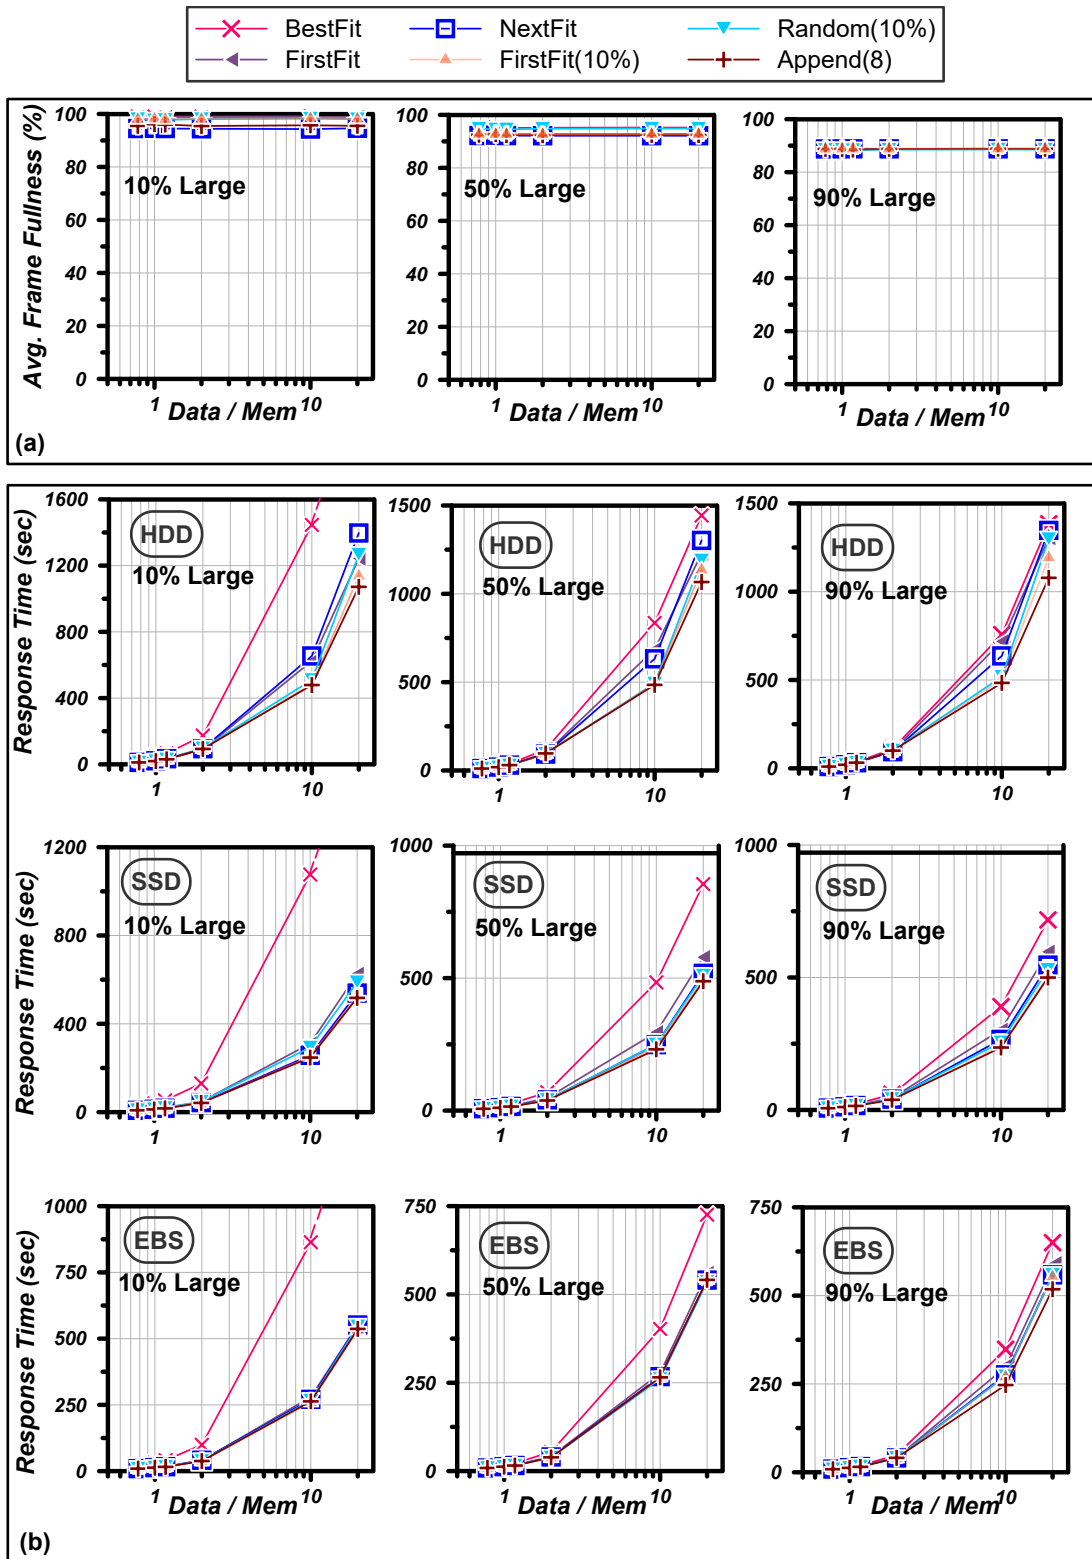 BestFit NextFit Random(10%)
FirstFit FirstFit(10%) Append(8)
Avg. Frame Fullness (%)
100 100 100
80 80 80
60 60 60
40 40 40
20 20 20
0 0 0
10% Large 50% Large 90% Large
1 10 1 10 1 10
Data / Mem Data / Mem Data / Mem
(a)
Response Time (sec)
1600 1500 1500
1200 1000 1000
800 500 500
400 0 0
0
HDD HDD HDD
10% Large 50% Large 90% Large
1 10 1 10 1 10
Response Time (sec)
1200 1000 1000
800 500 500
400 0 0
0
SSD SSD SSD
10% Large 50% Large 90% Large
1 10 1 10 1 10
Response Time (sec)
1000 750 750
750 500 500
500 250 250
250 0 0
0
EBS EBS EBS
10% Large 50% Large 90% Large
1 10 1 10 1 10
Data / Mem Data / Mem Data / Mem
(b)